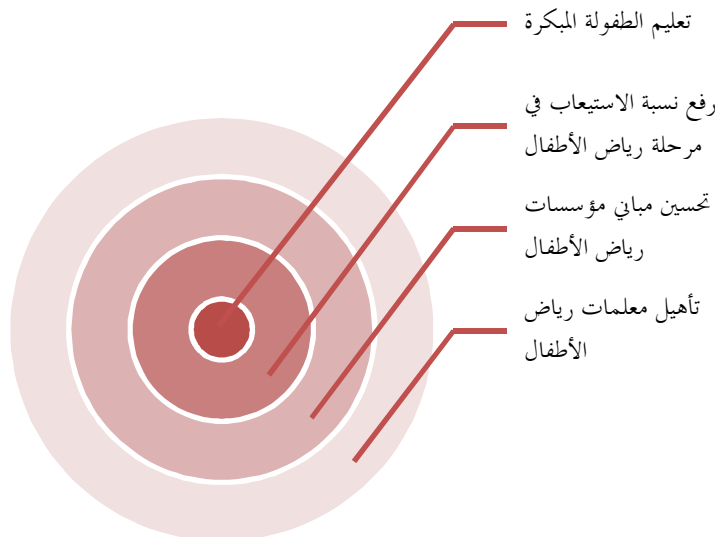 تعليم الطفولة المبكرة
رفع نسبة الاستيعاب في
مرحلة رياض الأطفال
تحسين مباني مؤسسات
رياض الأطفال
تأهيل معلمات رياض
الأطفال